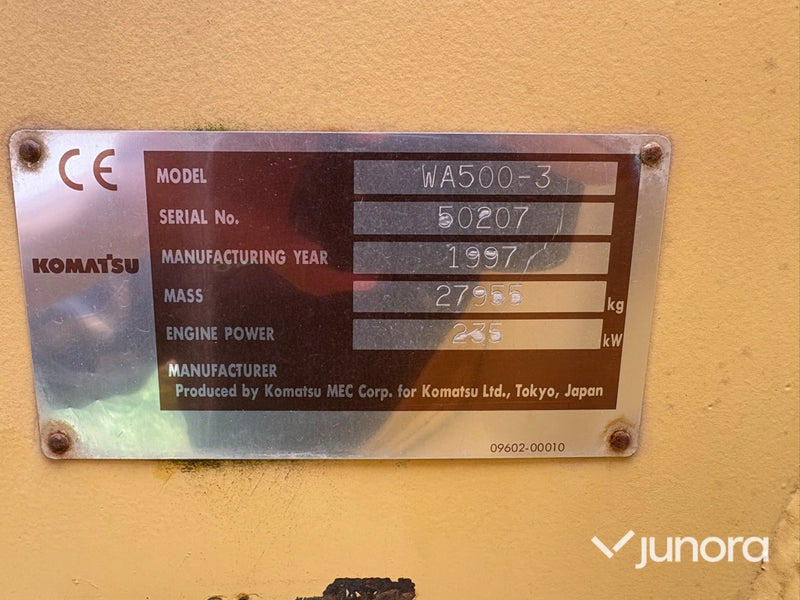 CE
KOMATSU
MODEL WA500-3
SERIAL No. 50207
MANUFACTURING YEAR 1997
MASS 27955 kg
ENGINE POWER 235 kW
MANUFACTURER
Produced by Komatsu MEC Corp. for Komatsu Ltd., Tokyo, Japan
09602-00010
junora